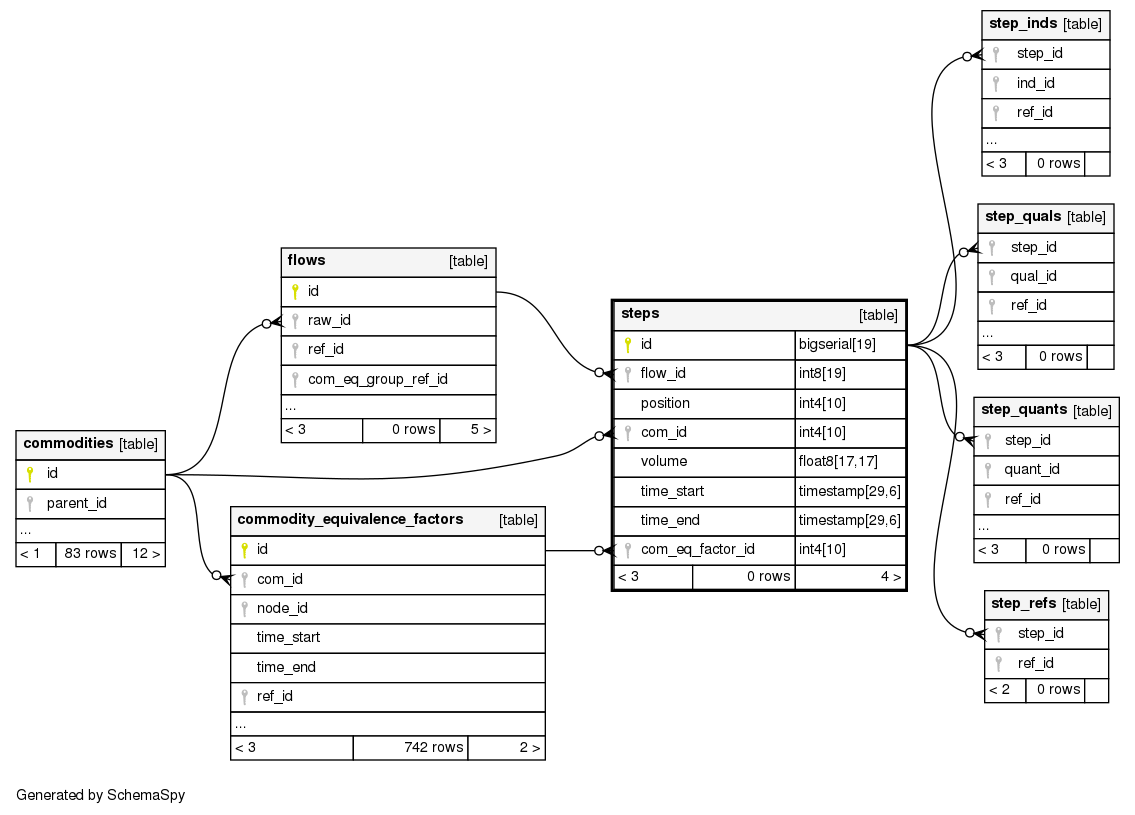 step_inds [table]
step_id
ind_id
ref_id
...
< 3 0 rows
step_quals [table]
step_id
qual_id
ref_id
...
< 3 0 rows
flows [table]
id
raw_id
ref_id
com_eq_group_ref_id
...
< 3 0 rows 5 >
steps [table]
id bigserial[19]
flow_id int8[19]
position int4[10]
com_id int4[10]
volume float8[17,17]
time_start timestamp[29,6]
time_end timestamp[29,6]
com_eq_factor_id int4[10]
< 3 0 rows 4 >
step_quants [table]
step_id
quant_id
ref_id
...
< 3 0 rows
commodities [table]
id
parent_id
...
< 1 83 rows 12 >
commodity_equivalence_factors [table]
id
com_id
node_id
time_start
time_end
ref_id
...
< 3 742 rows 2 >
step_refs [table]
step_id
ref_id
< 2 0 rows
Generated by SchemaSpy